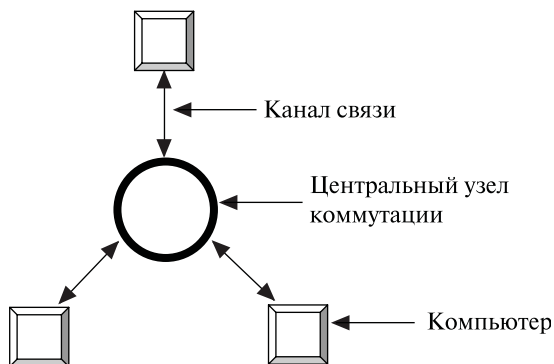 Канал связи
Центральный узел
коммутации
Компьютер